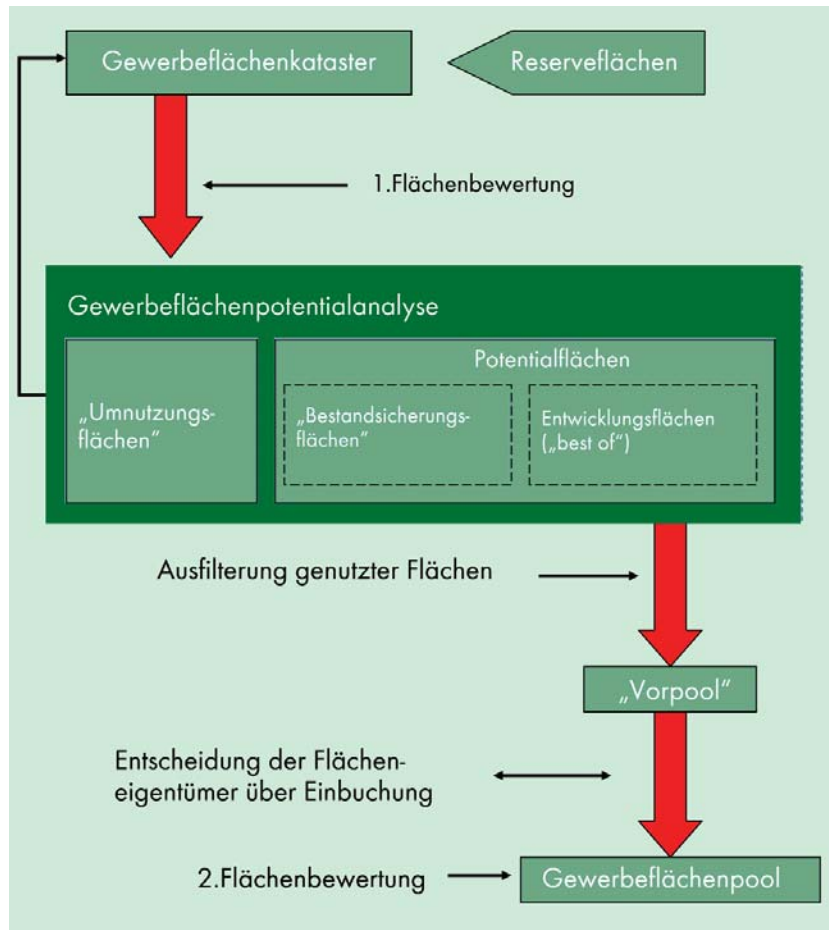 Gewerbeflächenkataster
Reserveflächen
1.Flächenbewertung
Gewerbeflächenpotentialanalyse
Potentialflächen
„Umnutzungs-
flächen”
„Bestandsicherungs-
flächen”
Entwicklungsflächen
(„best of“)
Ausfilterung genutzter Flächen
„Vorpool“
Entscheidung der Flächen-
eigentümer über Einbuchung
2.Flächenbewertung
Gewerbeflächenpool